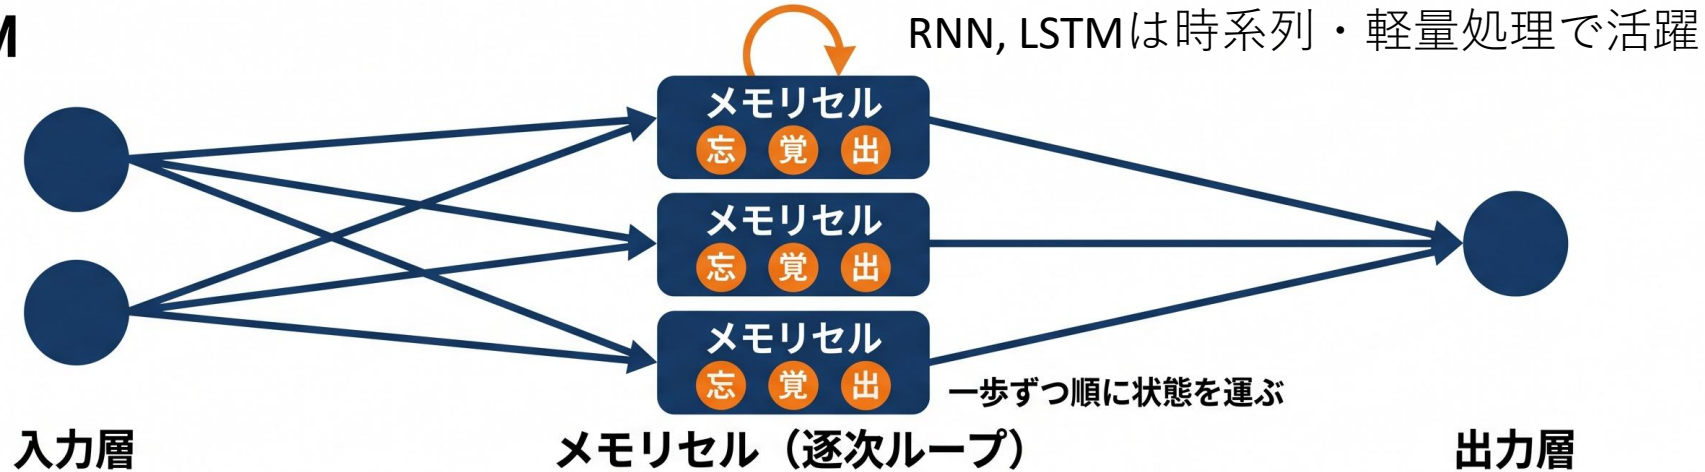 M
RNN, LSTMは時系列・軽量処理で活躍
メモリセル
忘 覚 出
メモリセル
忘 覚 出
メモリセル
忘 覚 出
一歩ずつ順に状態を運ぶ
入力層
メモリセル（逐次ループ）
出力層